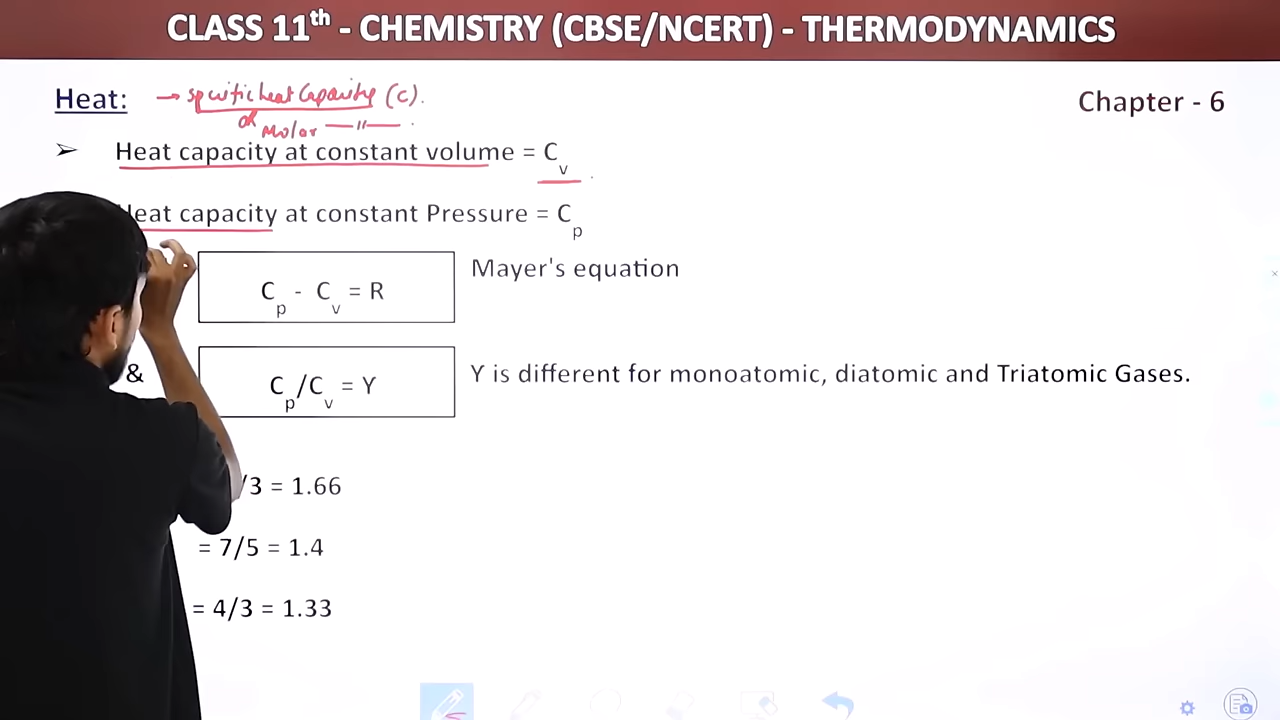 CLASS 11th - CHEMISTRY (CBSE/NCERT) - THERMODYNAMICS
Heat: → specific heat Capacity (c).
Chapter - 6
or Molar —"— .
➢ Heat capacity at constant volume = Cv
Heat capacity at constant Pressure = Cp
Cp - Cv = R
Mayer's equation
&
Cp/Cv = Y
Y is different for monoatomic, diatomic and Triatomic Gases.
/3 = 1.66
= 7/5 = 1.4
= 4/3 = 1.33